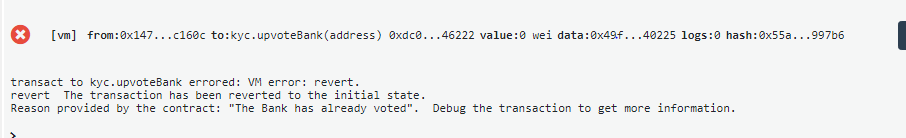 [vm] from:0x147...c160c to:kyc.upvoteBank(address) 0xdc0...46222 value:0 wei data:0x49f...40225 logs:0 hash:0x55a...997b6
transact to kyc.upvoteBank errored: VM error: revert.
revert The transaction has been reverted to the initial state.
Reason provided by the contract: "The Bank has already voted". Debug the transaction to get more information.
>